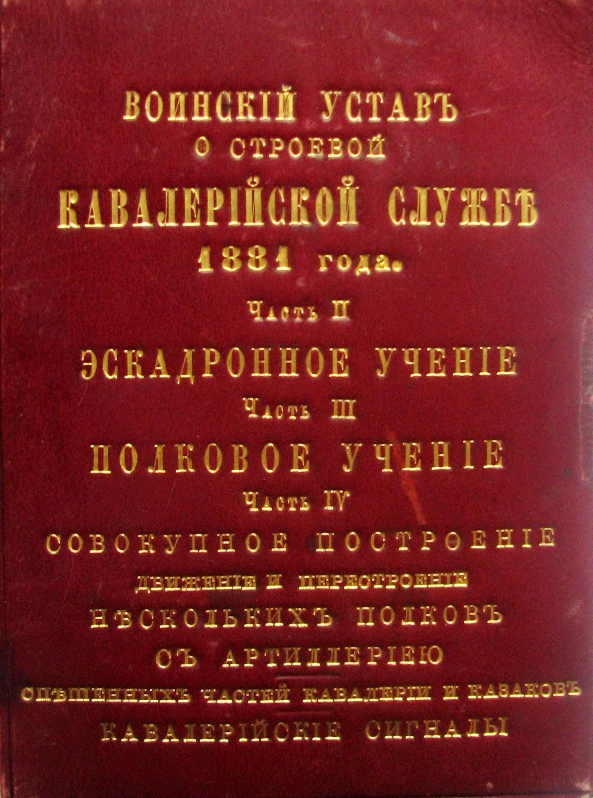 ВОИНСКІЙ УСТАВЪ
О СТРОЕВОЙ
КАВАЛЕРІЙСКОЙ СЛУЖБѢ
1881 года.
Часть II
ЭСКАДРОННОЕ УЧЕНІЕ
Часть III
ПОЛКОВОЕ УЧЕНІЕ
Часть IV
СОВОКУПНОЕ ПОСТРОЕНІЕ
ДВИЖЕНІЕ И ПЕРЕСТРОЕНІЕ
НѢСКОЛЬКИХЪ ПОЛКОВЪ
СЪ АРТИЛЛЕРІЕЮ
СПѢШЕННЫХЪ ЧАСТЕЙ КАВАЛЕРІИ И КАЗАКОВЪ
КАВАЛЕРІЙСКІЕ СИГНАЛЫ